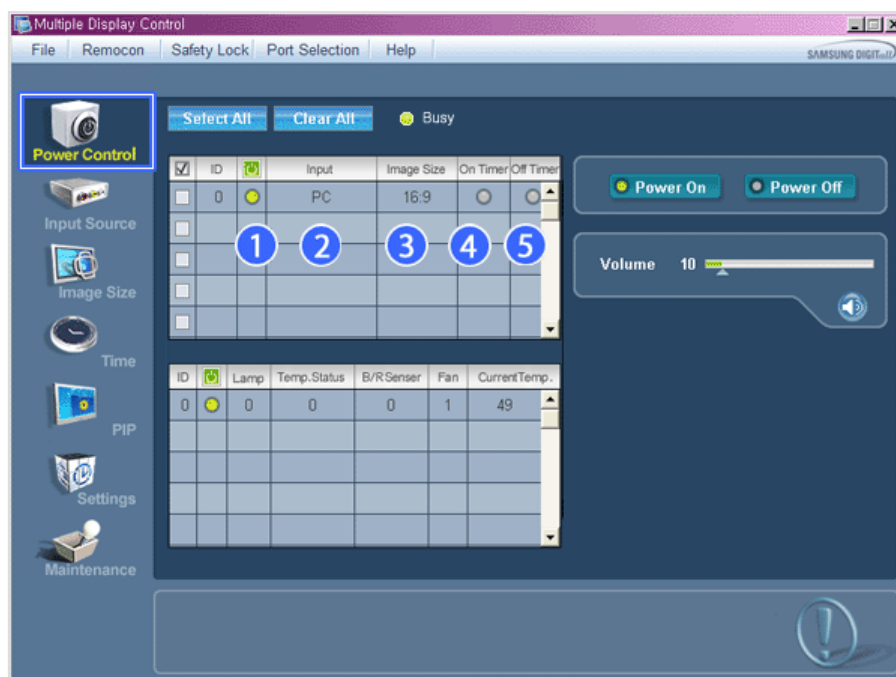 Multiple Display Control
File Remocon Safety Lock Port Selection Help
SAMSUNG DIGITall
Select All Clear All Busy
Power Control
ID Input Image Size On Timer Off Timer
0 PC 16:9
Power On Power Off
Input Source
1 2 3 4 5
Volume 10
Image Size
Time
ID Lamp Temp.Status B/RSenser Fan CurrentTemp.
0 0 0 0 1 49
PIP
Settings
Maintenance